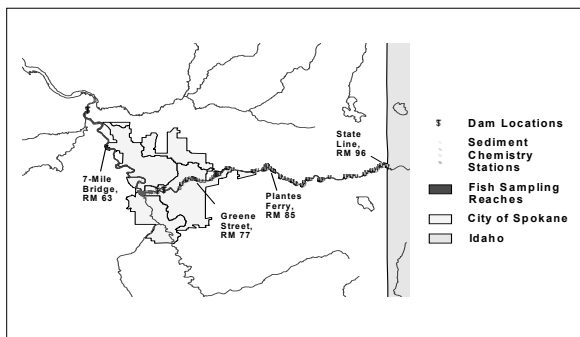 State
Line,
RM 96
7-Mile
Bridge,
RM 63
Plantes
Ferry,
RM 85
Greene
Street,
RM 77
$ Dam Locations
Sediment
Chemistry
Stations
Fish Sampling
Reaches
City of Spokane
Idaho